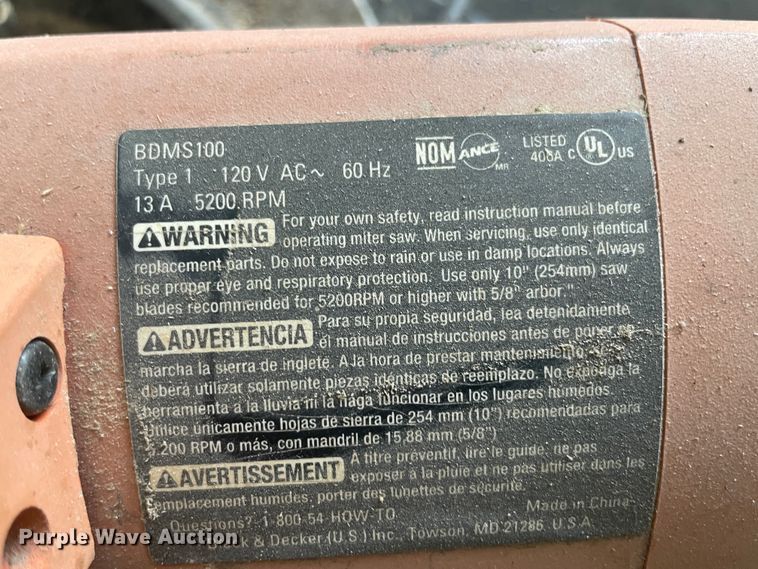 BDMS100
Type 1 120 V AC~ 60 Hz
13 A 5200 RPM
NOM ANCE MR
LISTED 408A C UL US
WARNING For your own safety, read instruction manual before
operating miter saw. When servicing, use only identical
replacement parts. Do not expose to rain or use in damp locations. Always
use proper eye and respiratory protection. Use only 10" (254mm) saw
blades recommended for 5200RPM or higher with 5/8" arbor."
ADVERTENCIA Para su propia seguridad, lea detenidamente
el manual de instrucciones antes de poner en
marcha la sierra de inglete. A la hora de prestar mantenimiento,
deberá utilizar solamente piezas idénticas de reemplazo. No exponga la
herramienta a la lluvia ni la haga funcionar en los lugares húmedos.
Utilice únicamente hojas de sierra de 254 mm (10") recomendadas para
200 RPM o más, con mandril de 15.88 mm (5/8")
AVERTISSEMENT À titre préventif, lire le guide. ne pas
exposer à la pluie et ne pas utiliser dans les
emplacement humides, porter des lunettes de sécurité.
Questions? 1-800-54-HOW-TO Made in China
Black & Decker (U.S.) Inc., Towson, MD 21286 U.S.A.
Purple Wave Auction